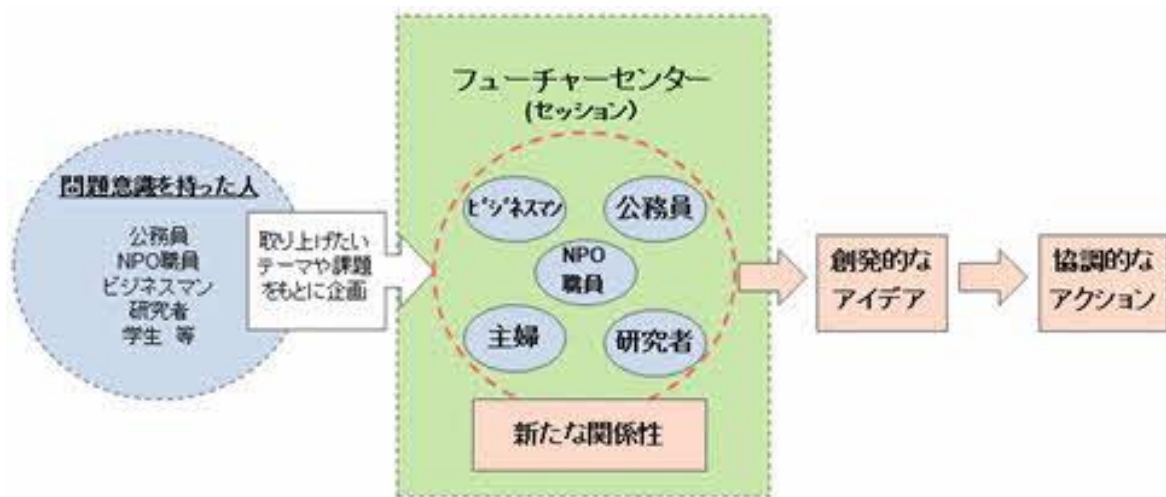 問題意識を持った人
公務員
NPO職員
ビジネスマン
研究者
学生 等
取り上げたい
テーマや課題
をもとに企画
フューチャーセンター
(セッション)
ビジネスマン
公務員
NPO
職員
主婦
研究者
新たな関係性
創発的な
アイデア
協調的な
アクション